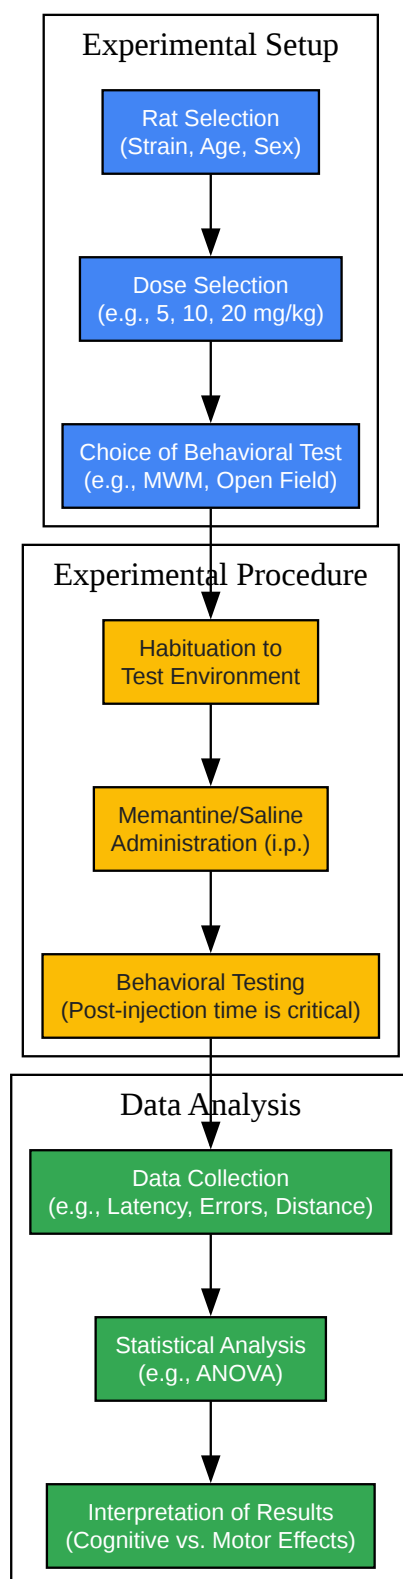 Experimental Setup
Rat Selection
(Strain, Age, Sex)
Dose Selection
(e.g., 5, 10, 20 mg/kg)
Choice of Behavioral Test
(e.g., MWM, Open Field)
Experimental Procedure
Habituation to
Test Environment
Memantine/Saline
Administration (i.p.)
Behavioral Testing
(Post-injection time is critical)
Data Analysis
Data Collection
(e.g., Latency, Errors, Distance)
Statistical Analysis
(e.g., ANOVA)
Interpretation of Results
(Cognitive vs. Motor Effects)